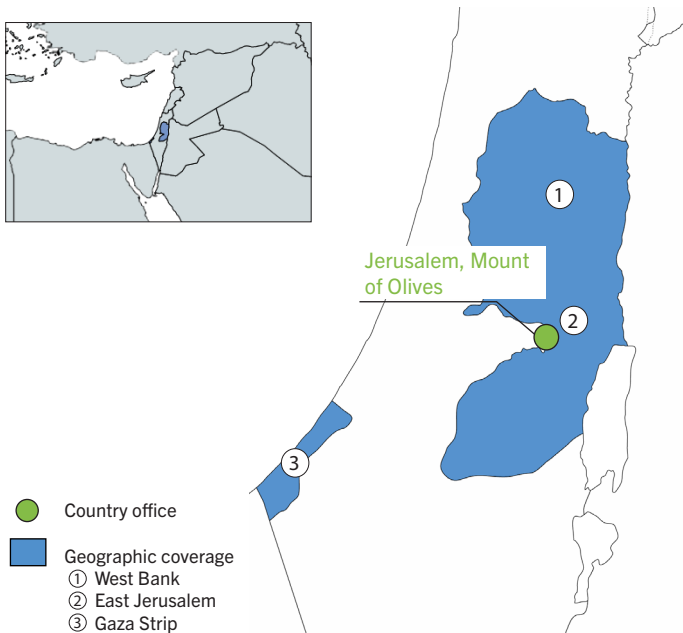 1
Jerusalem, Mount
of Olives
2
3
Country office
Geographic coverage
1 West Bank
2 East Jerusalem
3 Gaza Strip